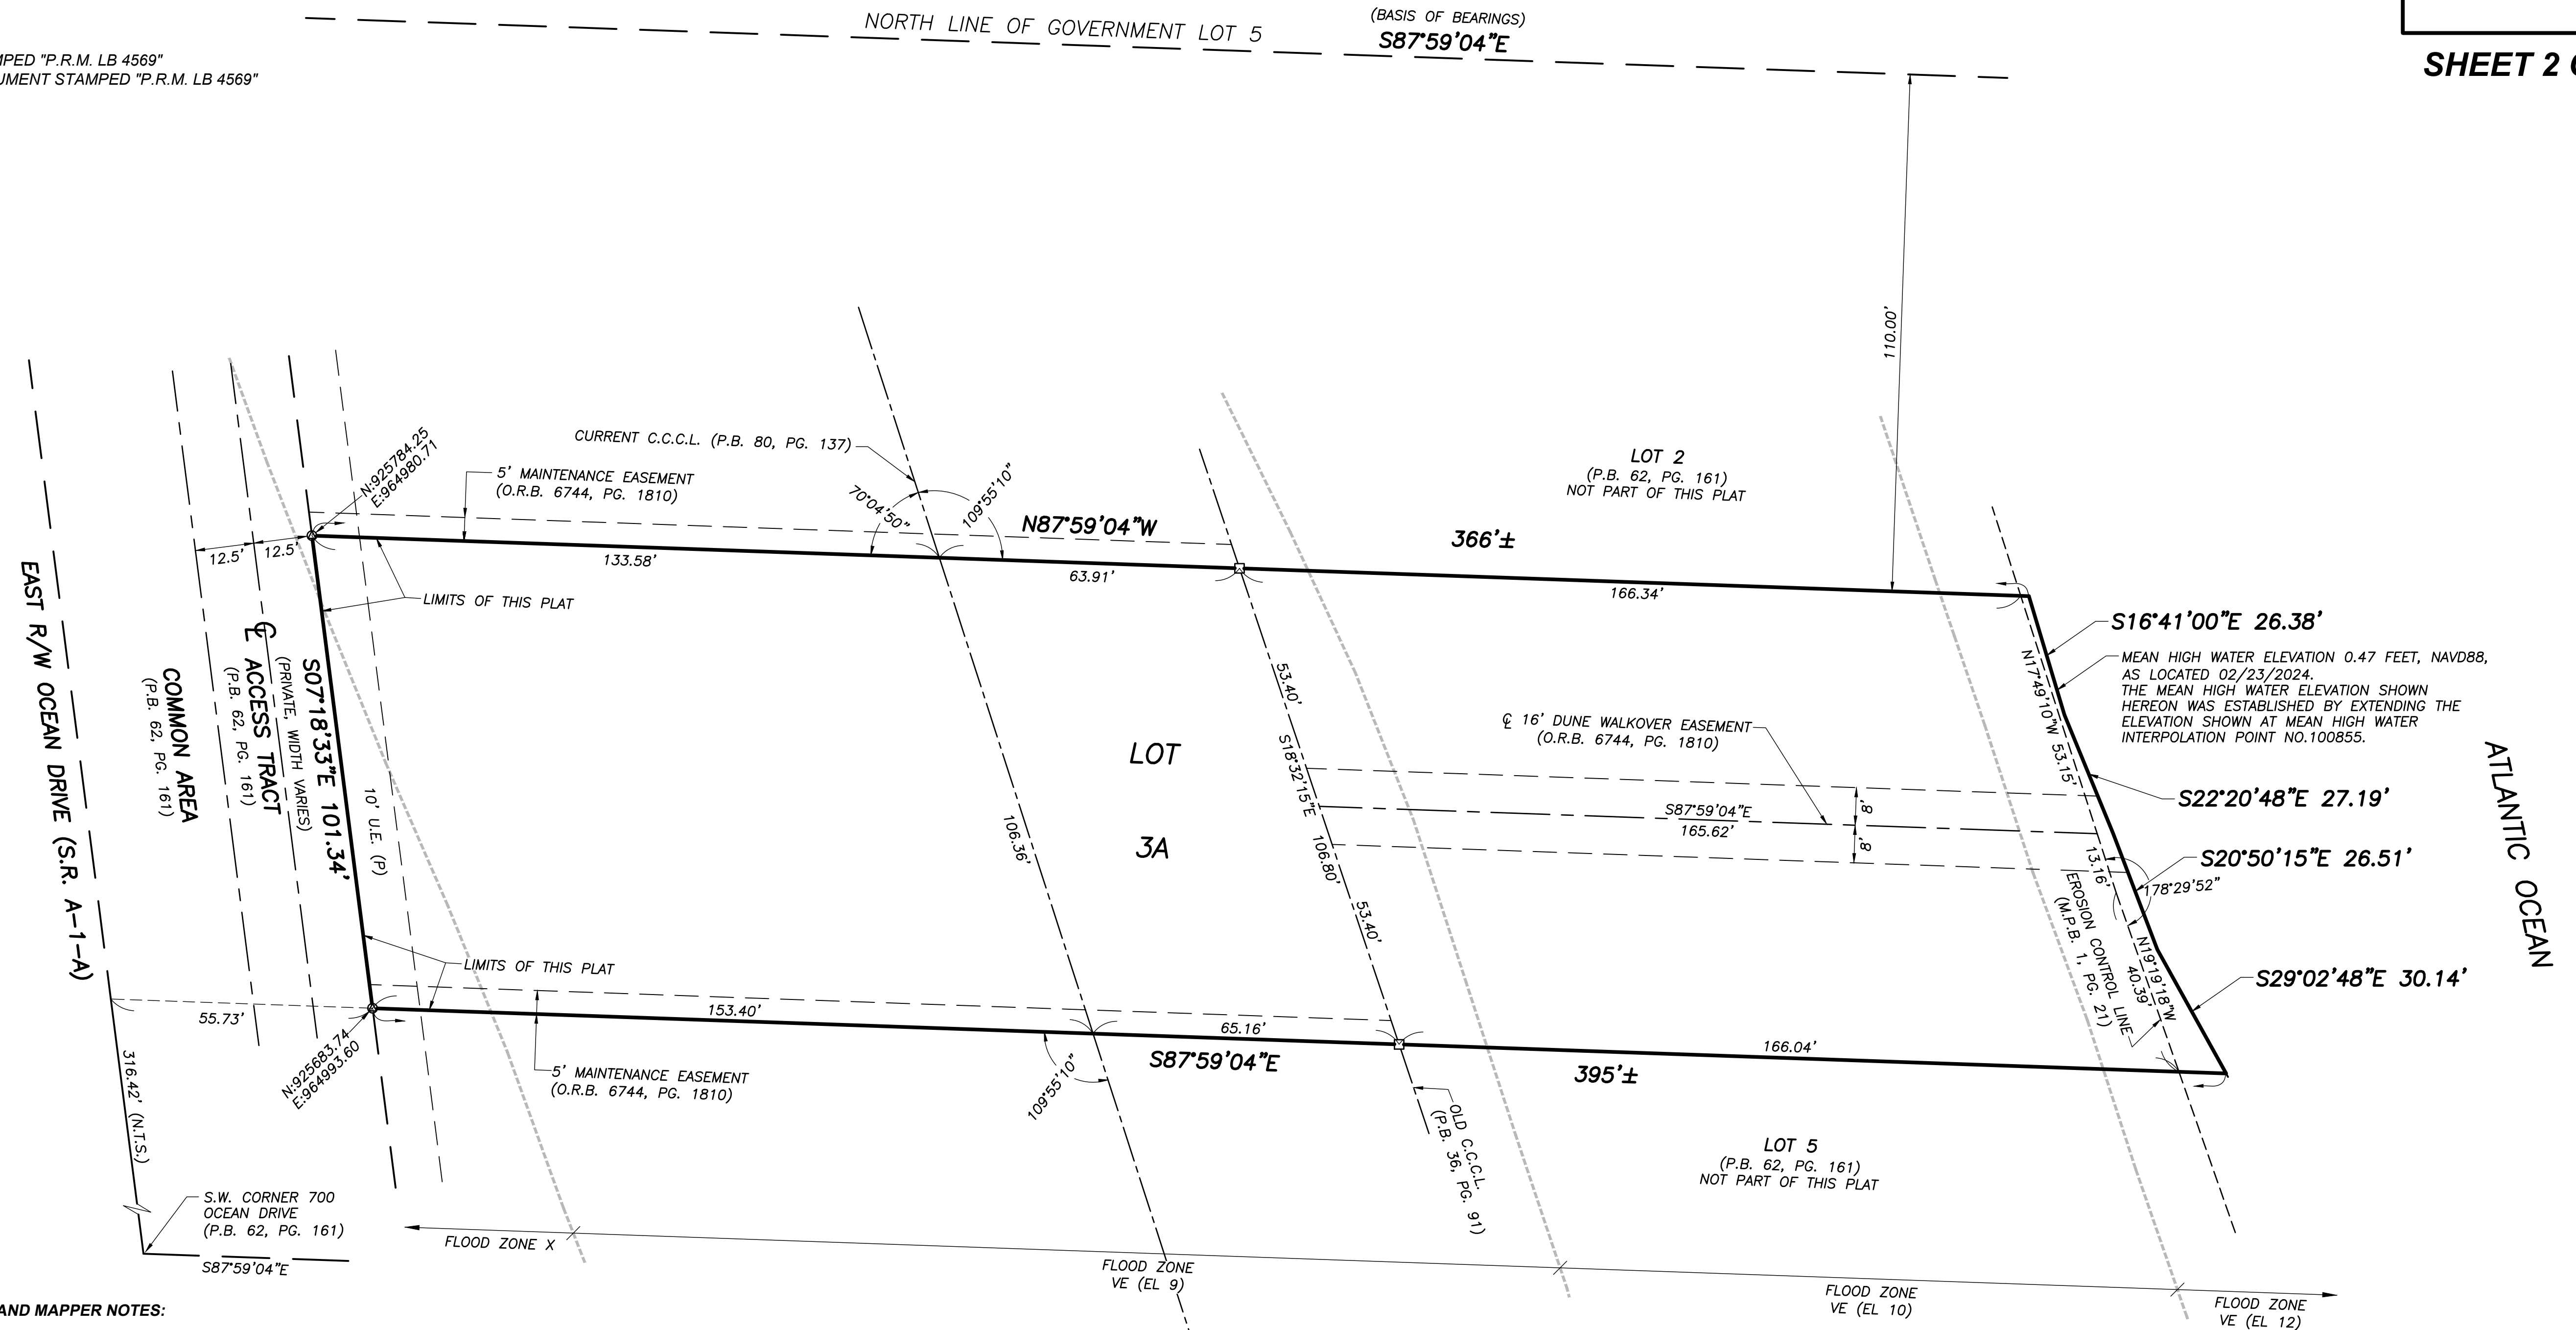 NORTH LINE OF GOVERNMENT LOT 5
(BASIS OF BEARINGS)
S87°59'04"E
MPED "P.R.M. LB 4569"
UMENT STAMPED "P.R.M. LB 4569"
SHEET 2
110.00'
CURRENT C.C.C.L. (P.B. 80, PG. 137)
N:925784.25
E:964980.71
5' MAINTENANCE EASEMENT
(O.R.B. 6744, PG. 1810)
70°04'50"
109°55'10"
LOT 2
(P.B. 62, PG. 161)
NOT PART OF THIS PLAT
N87°59'04"W
366'±
12.5'
12.5'
133.58'
63.91'
166.34'
LIMITS OF THIS PLAT
EAST R/W OCEAN DRIVE (S.R. A-1-A)
COMMON AREA
(P.B. 62, PG. 161)
℄ ACCESS TRACT
(P.B. 62, PG. 161)
(PRIVATE, WIDTH VARIES)
S07°18'33"E 101.34'
10' U.E. (P)
S16°41'00"E 26.38'
MEAN HIGH WATER ELEVATION 0.47 FEET, NAVD88,
AS LOCATED 02/23/2024.
THE MEAN HIGH WATER ELEVATION SHOWN
HEREON WAS ESTABLISHED BY EXTENDING THE
ELEVATION SHOWN AT MEAN HIGH WATER
INTERPOLATION POINT NO.100855.
N17°49'10"W 53.15'
53.40'
S18°32'15"E 106.80'
53.40'
℄ 16' DUNE WALKOVER EASEMENT
(O.R.B. 6744, PG. 1810)
LOT
3A
106.36'
S87°59'04"E
165.62'
8'
8'
S22°20'48"E 27.19'
S20°50'15"E 26.51'
13.16'
178°29'52"
EROSION CONTROL LINE
(M.P.B. 1, PG. 21)
N19°19'18"W
40.39'
S29°02'48"E 30.14'
ATLANTIC OCEAN
LIMITS OF THIS PLAT
55.73'
153.40'
65.16'
166.04'
S87°59'04"E
395'±
N:925683.74
E:964993.60
5' MAINTENANCE EASEMENT
(O.R.B. 6744, PG. 1810)
109°55'10"
OLD C.C.C.L.
(P.B. 36, PG. 91)
LOT 5
(P.B. 62, PG. 161)
NOT PART OF THIS PLAT
316.42' (N.T.S.)
S.W. CORNER 700
OCEAN DRIVE
(P.B. 62, PG. 161)
S87°59'04"E
FLOOD ZONE X
FLOOD ZONE
VE (EL 9)
FLOOD ZONE
VE (EL 10)
FLOOD ZONE
VE (EL 12)
AND MAPPER NOTES: